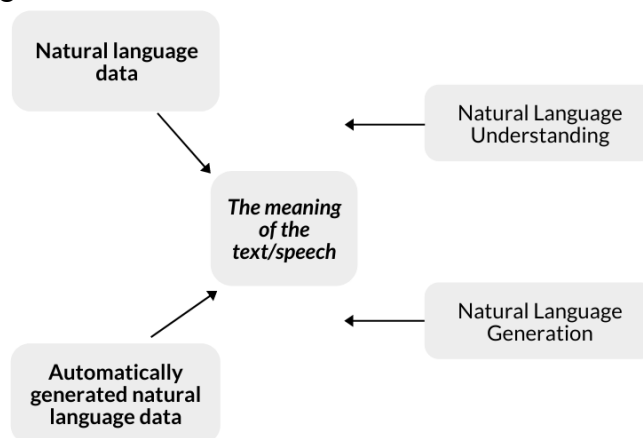 Natural language
data
Natural Language
Understanding
The meaning
of the
text/speech
Natural Language
Generation
Automatically
generated natural
language data